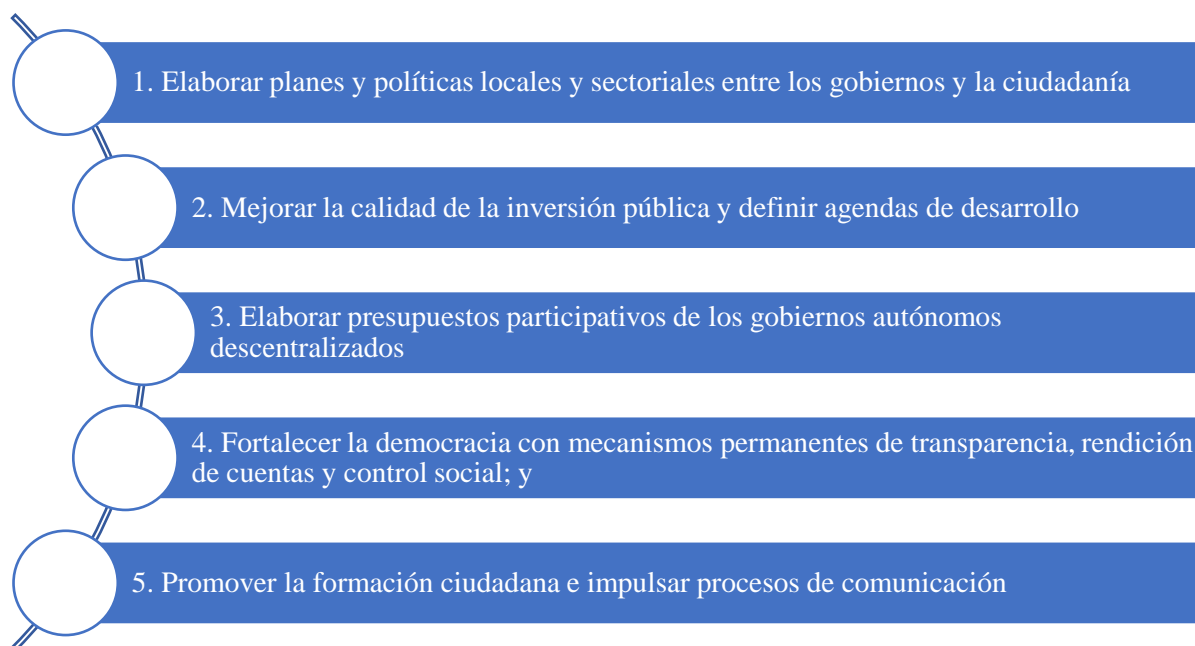 1. Elaborar planes y políticas locales y sectoriales entre los gobiernos y la ciudadanía
2. Mejorar la calidad de la inversión pública y definir agendas de desarrollo
3. Elaborar presupuestos participativos de los gobiernos autónomos
descentralizados
4. Fortalecer la democracia con mecanismos permanentes de transparencia, rendición
de cuentas y control social; y
5. Promover la formación ciudadana e impulsar procesos de comunicación